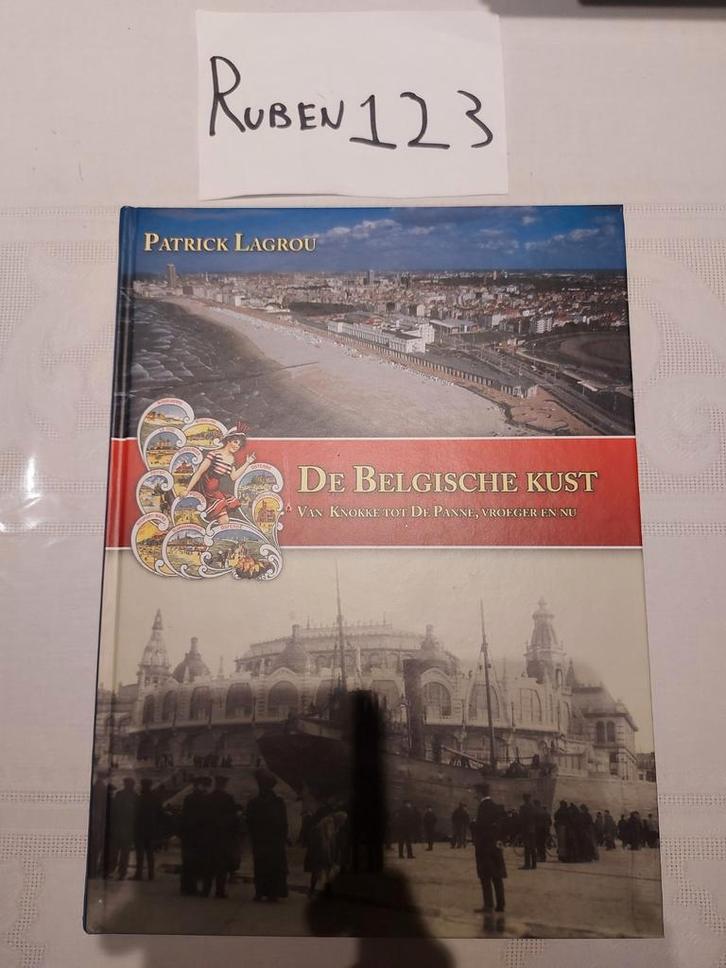 Ruben123
Patrick Lagrou
De Belgische kust
Van Knokke tot De Panne, vroeger en nu